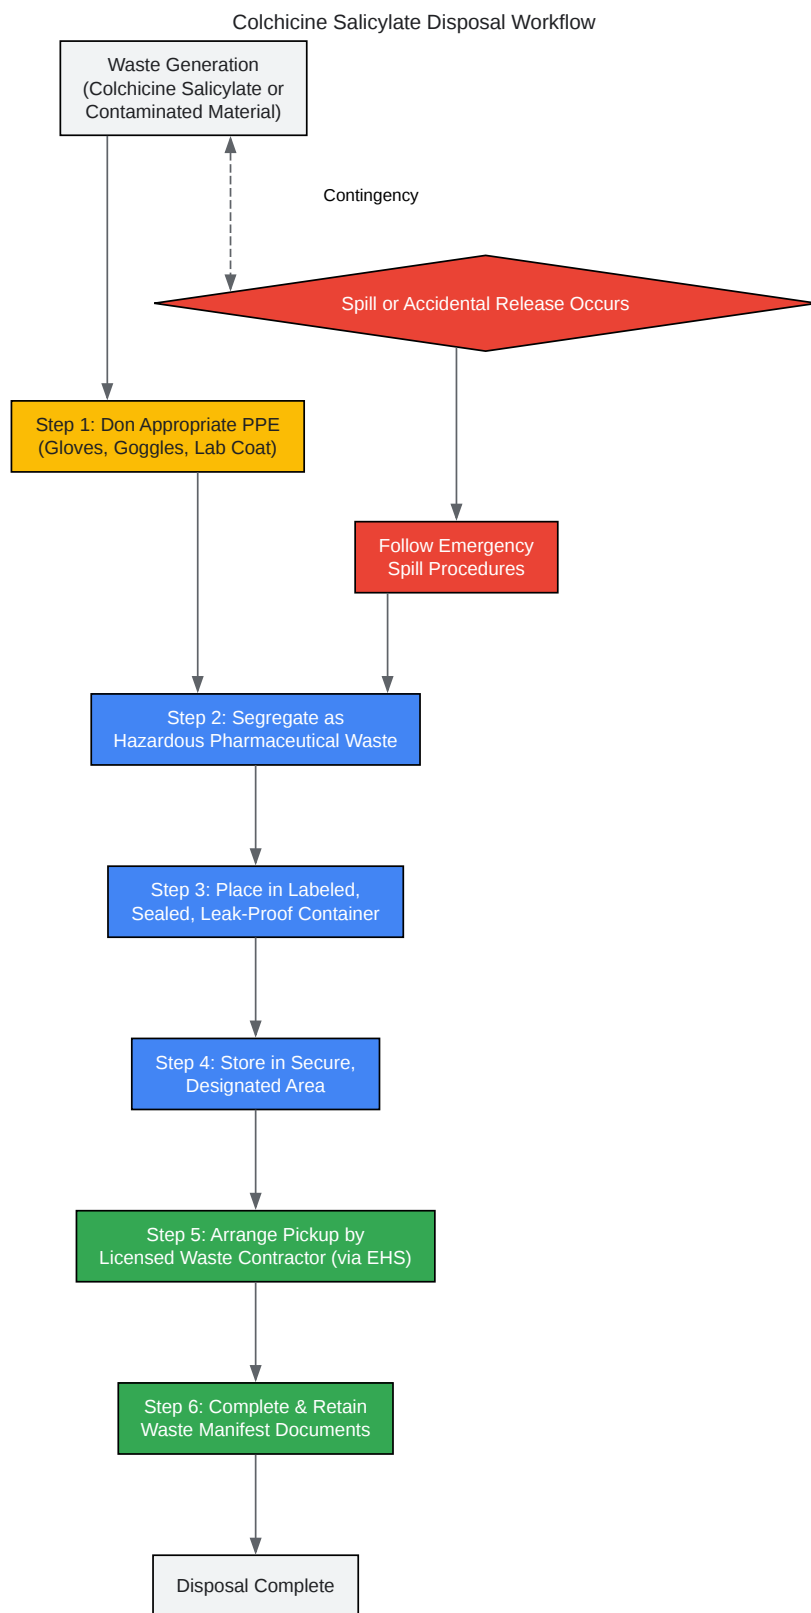 Colchicine Salicylate Disposal Workflow
Waste Generation
(Colchicine Salicylate or
Contaminated Material)
Contingency
Spill or Accidental Release Occurs
Step 1: Don Appropriate PPE
(Gloves, Goggles, Lab Coat)
Follow Emergency
Spill Procedures
Step 2: Segregate as
Hazardous Pharmaceutical Waste
Step 3: Place in Labeled,
Sealed, Leak-Proof Container
Step 4: Store in Secure,
Designated Area
Step 5: Arrange Pickup by
Licensed Waste Contractor (via EHS)
Step 6: Complete & Retain
Waste Manifest Documents
Disposal Complete